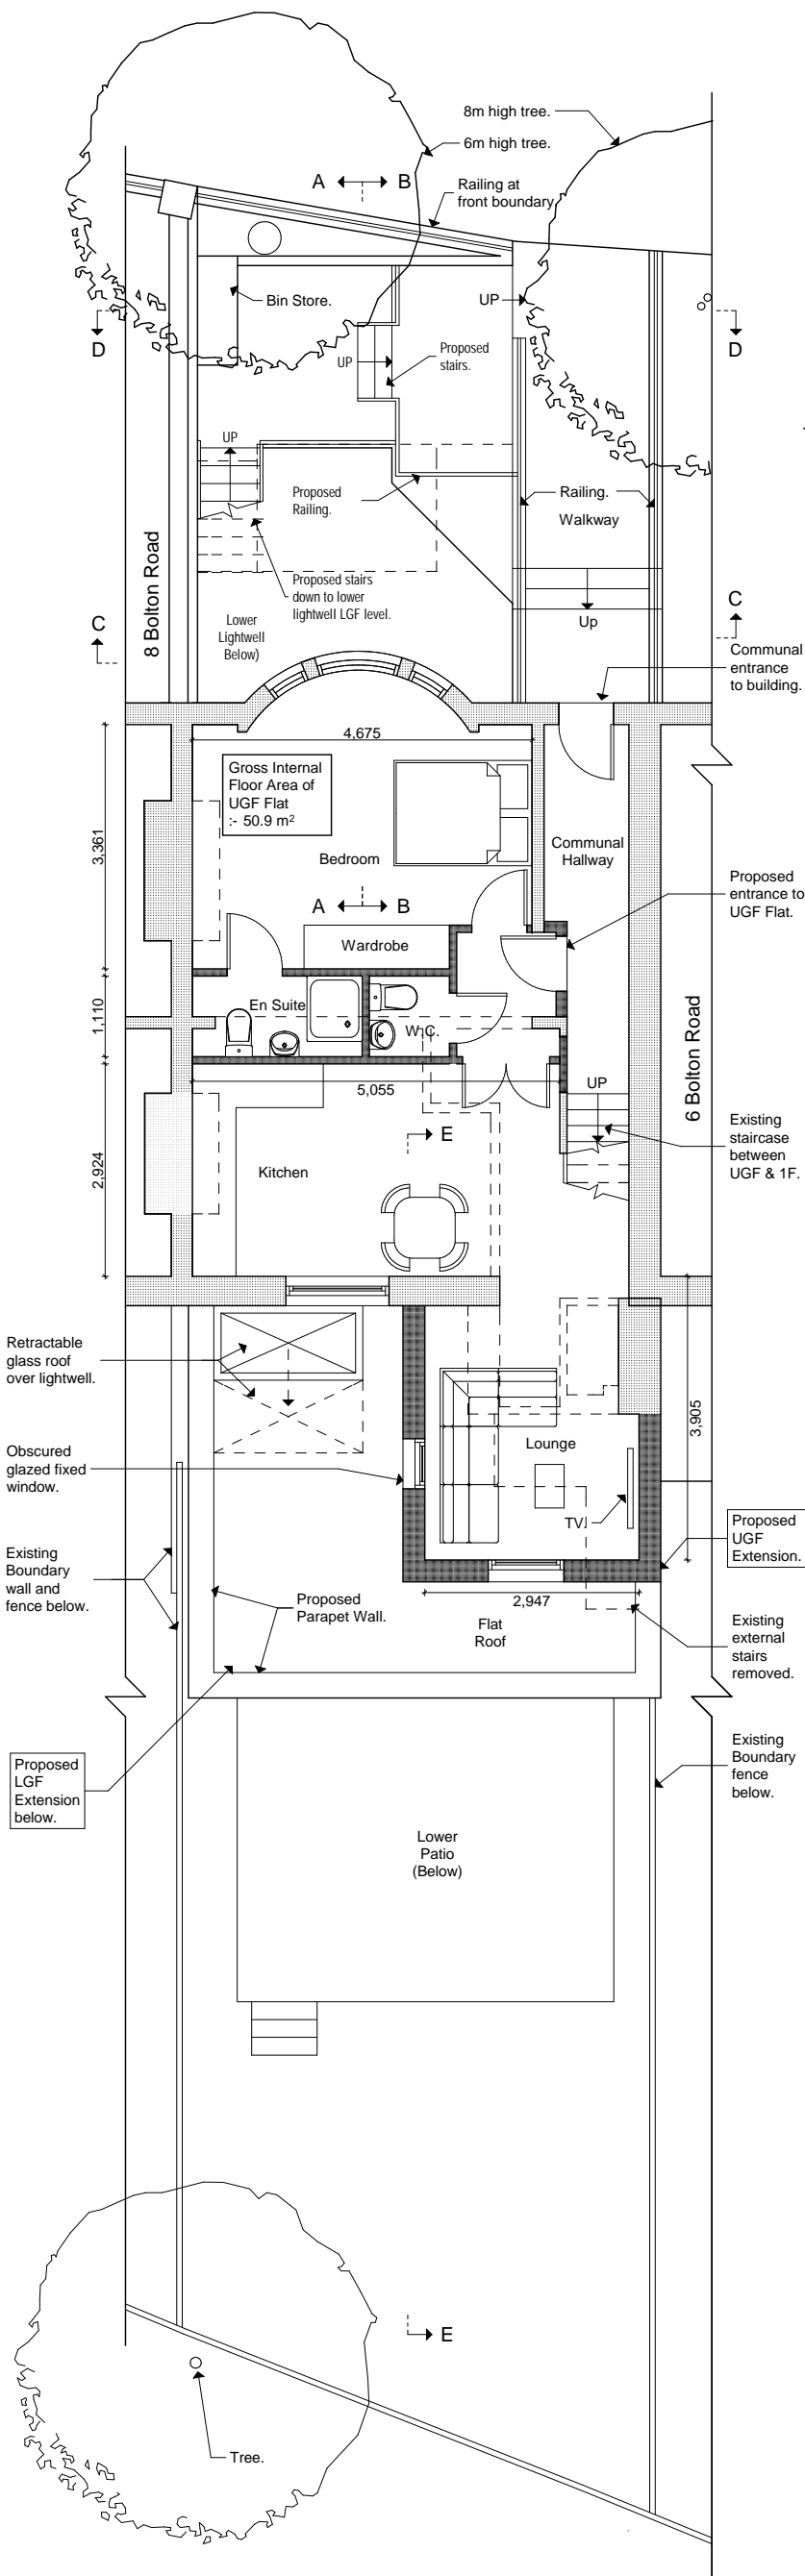 8m high tree.
6m high tree.
A
B
Railing at
front boundary
Bin Store.
UP
D
D
UP
Proposed
stairs.
UP
Proposed
Railing.
Railing.
Walkway
8 Bolton Road
Proposed stairs
down to lower
lightwell LGF level.
Lower
Lightwell
Below)
C
C
Up
Communal
entrance
to building.
4,675
Gross Internal
Floor Area of
UGF Flat
:- 50.9 m²
3,361
Bedroom
Communal
Hallway
A
B
Proposed
entrance to
UGF Flat.
Wardrobe
1,110
En Suite
W.C.
6 Bolton Road
5,055
UP
E
Existing
staircase
between
UGF & 1F.
2,924
Kitchen
Retractable
glass roof
over lightwell.
3,905
Lounge
Obscured
glazed fixed
window.
TV.
Proposed
UGF
Extension.
Existing
Boundary
wall and
fence below.
Proposed
Parapet Wall.
2,947
Flat
Roof
Existing
external
stairs
removed.
Proposed
LGF
Extension
below.
Existing
Boundary
fence
below.
Lower
Patio
(Below)
E
Tree.